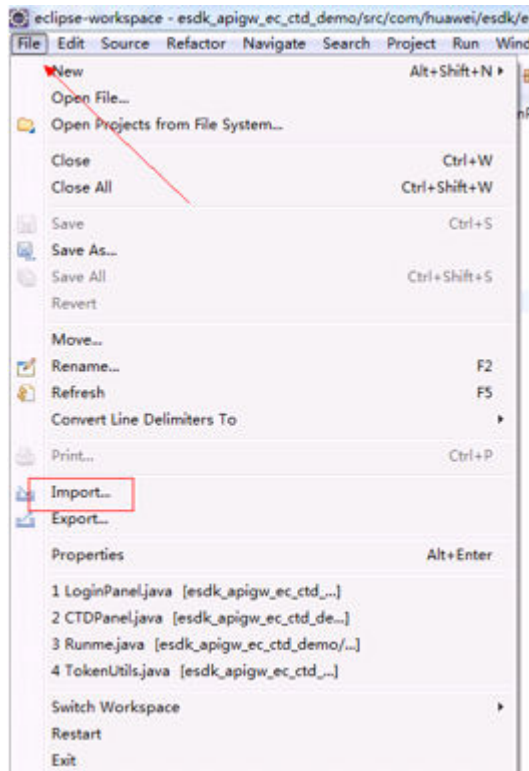 eclipse-workspace - esdk_apigw_ec_ctd_demo/src/com/huawei/esdk/e
File Edit Source Refactor Navigate Search Project Run Wind
New Alt+Shift+N
Open File...
Open Projects from File System...
Close Ctrl+W
Close All Ctrl+Shift+W
Save Ctrl+S
Save As...
Save All Ctrl+Shift+S
Revert
Move...
Rename... F2
Refresh F5
Convert Line Delimiters To
Print... Ctrl+P
Import...
Export...
Properties Alt+Enter
1 LoginPanel.java [esdk_apigw_ec_ctd_...]
2 CTDPanel.java [esdk_apigw_ec_ctd_de...]
3 Runme.java [esdk_apigw_ec_ctd_demo/...]
4 TokenUtils.java [esdk_apigw_ec_ctd_...]
Switch Workspace
Restart
Exit